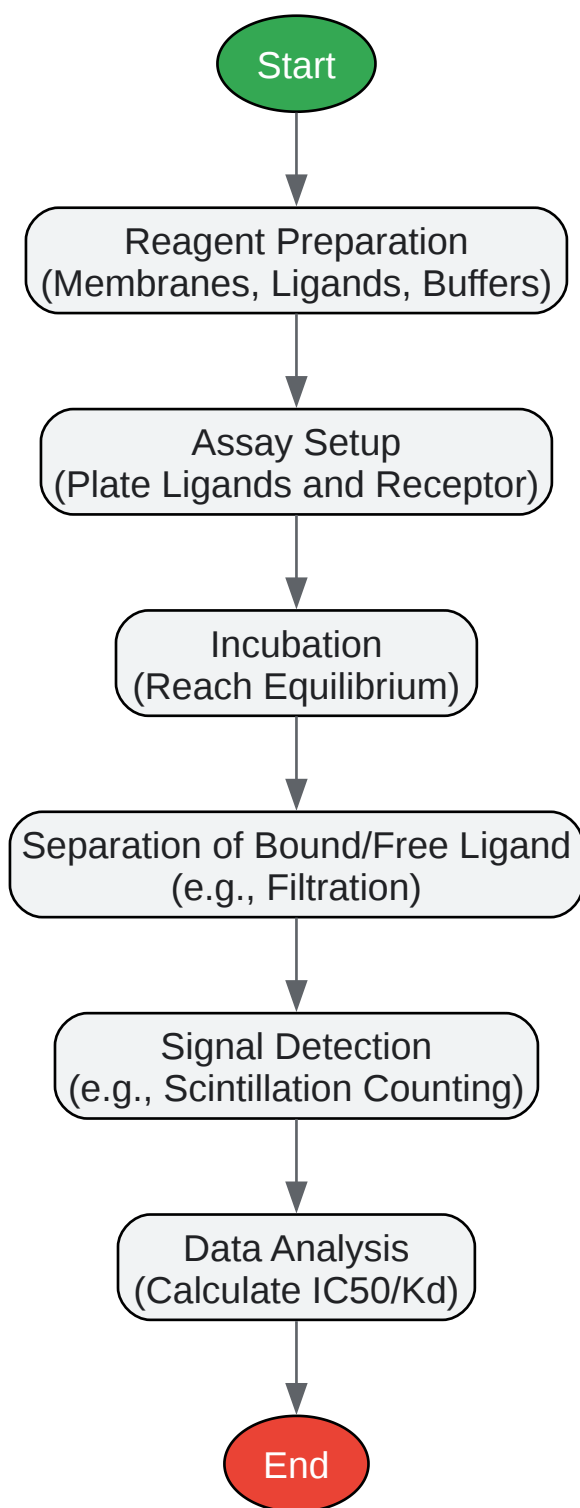 Start
Reagent Preparation
(Membranes, Ligands, Buffers)
Assay Setup
(Plate Ligands and Receptor)
Incubation
(Reach Equilibrium)
Separation of Bound/Free Ligand
(e.g., Filtration)
Signal Detection
(e.g., Scintillation Counting)
Data Analysis
(Calculate IC50/Kd)
End